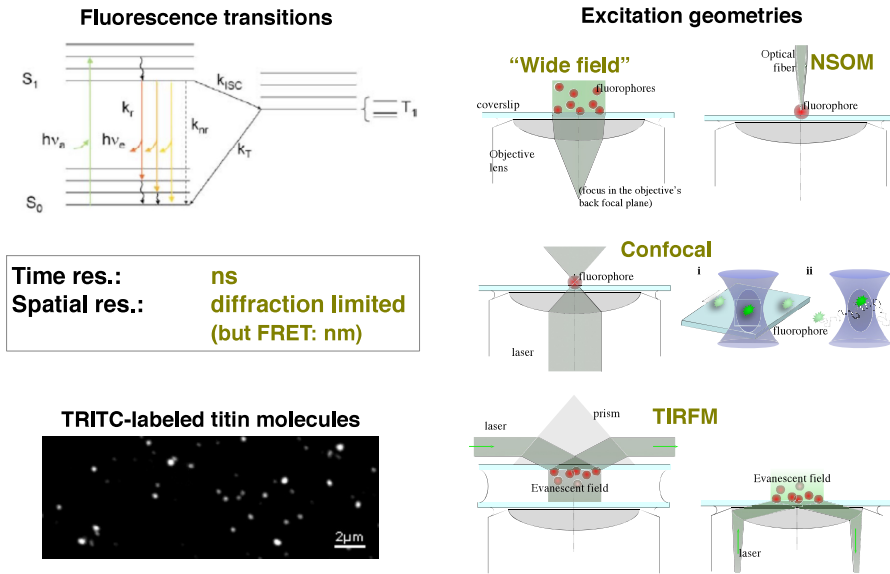 Fluorescence transitions
S1
kISC
T1
kr
knr
kT
hνa
hνe
S0
Time res.: ns
Spatial res.: diffraction limited
(but FRET: nm)
TRITC-labeled titin molecules
2µm
Excitation geometries
“Wide field”
fluorophores
coverslip
Objective
lens
(focus in the objective's
back focal plane)
Optical
fiber
NSOM
fluorophore
Confocal
fluorophore
laser
i
ii
fluorophore
TIRFM
laser
prism
Evanescent field
Evanescent field
laser